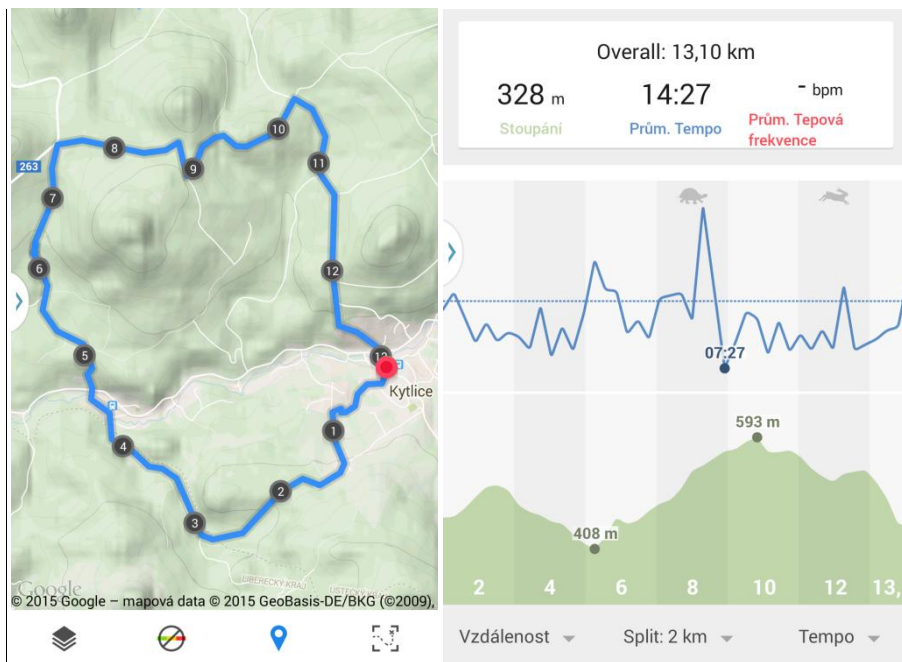 10
8
9
263
11
7
6
12
5
13
Kytlice
1
4
2
3
LIBERECKÝ KRAJ
Google
© 2015 Google – mapová data © 2015 GeoBasis-DE/BKG (©2009),
Overall: 13,10 km
328 m
14:27
- bpm
Stoupání
Prům. Tempo
Prům. Tepová
frekvence
07:27
593 m
408 m
2
4
6
8
10
12
13,
Vzdálenost
Split: 2 km
Tempo